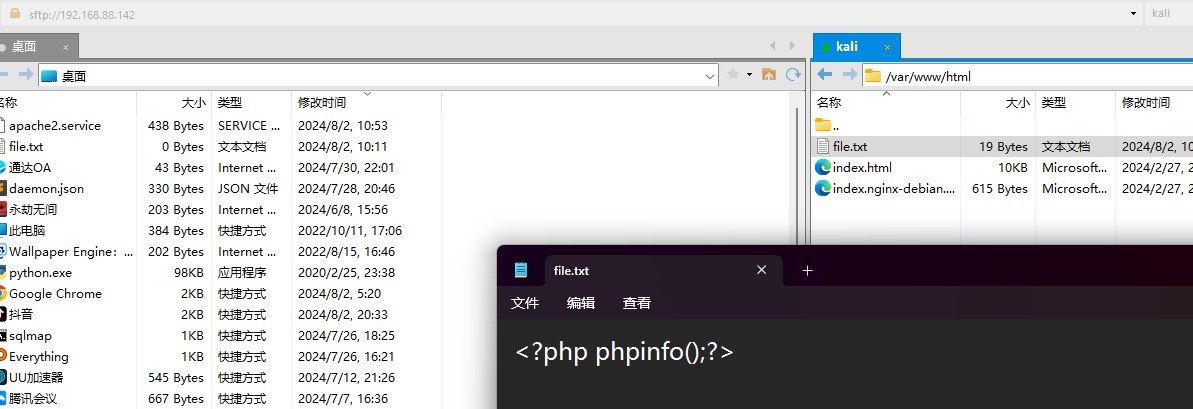 sftp://192.168.88.142 kali
桌面 kali
桌面 /var/www/html
名称 大小 类型 修改时间
apache2.service 438 Bytes SERVICE ... 2024/8/2, 10:53
file.txt 0 Bytes 文本文档 2024/8/2, 10:11
通达OA 43 Bytes Internet ... 2024/7/30, 22:01
daemon.json 330 Bytes JSON 文件 2024/7/28, 20:46
永劫无间 203 Bytes Internet ... 2024/6/8, 15:56
此电脑 384 Bytes 快捷方式 2022/10/11, 17:06
Wallpaper Engine: ... 202 Bytes Internet ... 2022/8/15, 16:46
python.exe 98KB 应用程序 2020/2/25, 23:38
Google Chrome 2KB 快捷方式 2024/8/2, 5:20
抖音 2KB 快捷方式 2024/8/2, 20:33
sqlmap 1KB 快捷方式 2024/7/26, 18:25
Everything 1KB 快捷方式 2024/7/26, 16:21
UU加速器 545 Bytes 快捷方式 2024/7/12, 21:26
腾讯会议 667 Bytes 快捷方式 2024/7/7, 16:36
名称 大小 类型 修改时间
..
file.txt 19 Bytes 文本文档 2024/8/2, 10
index.html 10KB Microsoft... 2024/2/27, 2
index.nginx-debian.... 615 Bytes Microsoft... 2024/2/27, 2
file.txt
文件 编辑 查看
<?php phpinfo();?>